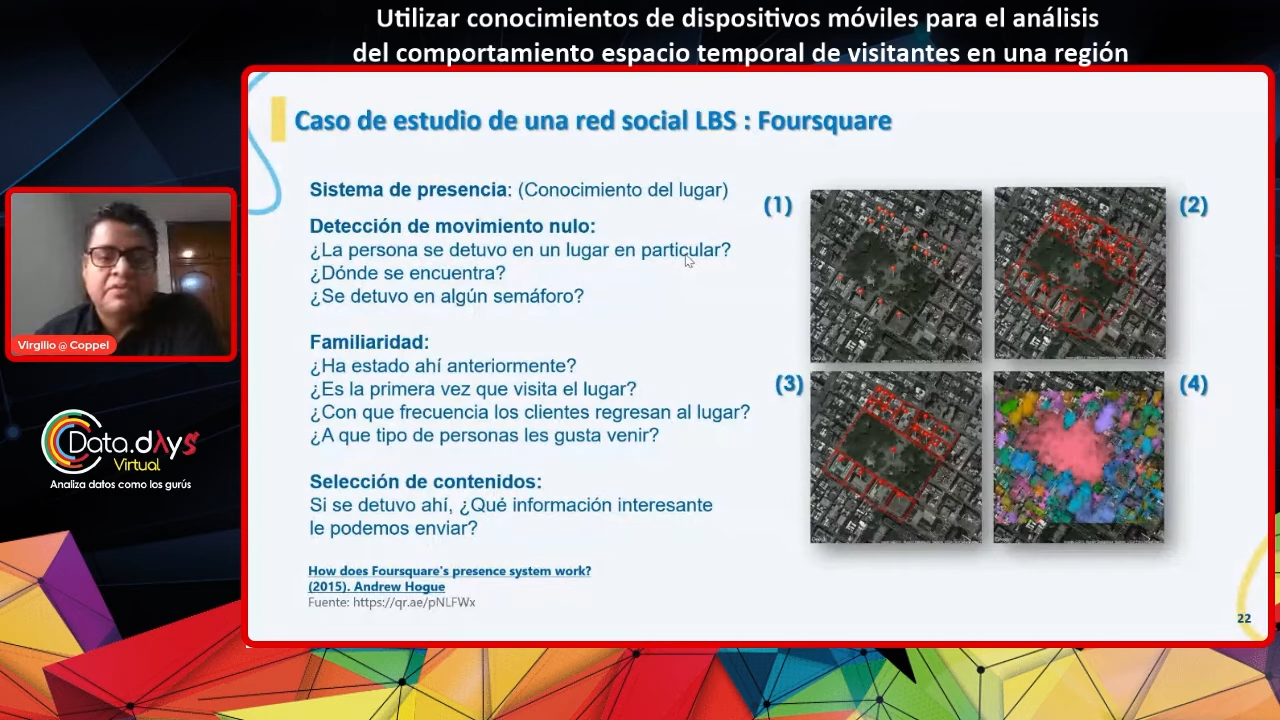 Utilizar conocimientos de dispositivos móviles para el análisis
del comportamiento espacio temporal de visitantes en una región
Caso de estudio de una red social LBS : Foursquare
Sistema de presencia: (Conocimiento del lugar)
Detección de movimiento nulo:
¿La persona se detuvo en un lugar en particular?
¿Dónde se encuentra?
¿Se detuvo en algún semáforo?
Familiaridad:
¿Ha estado ahí anteriormente?
¿Es la primera vez que visita el lugar?
¿Con que frecuencia los clientes regresan al lugar?
¿A que tipo de personas les gusta venir?
Selección de contenidos:
Si se detuvo ahí, ¿Qué información interesante
le podemos enviar?
How does Foursquare's presence system work?
(2015). Andrew Hogue
Fuente: https://qr.ae/pNLFWx
(1)
(2)
(3)
(4)
22
Virgilio @ Coppel
Data.dAys
Virtual
Analiza datos como los gurús